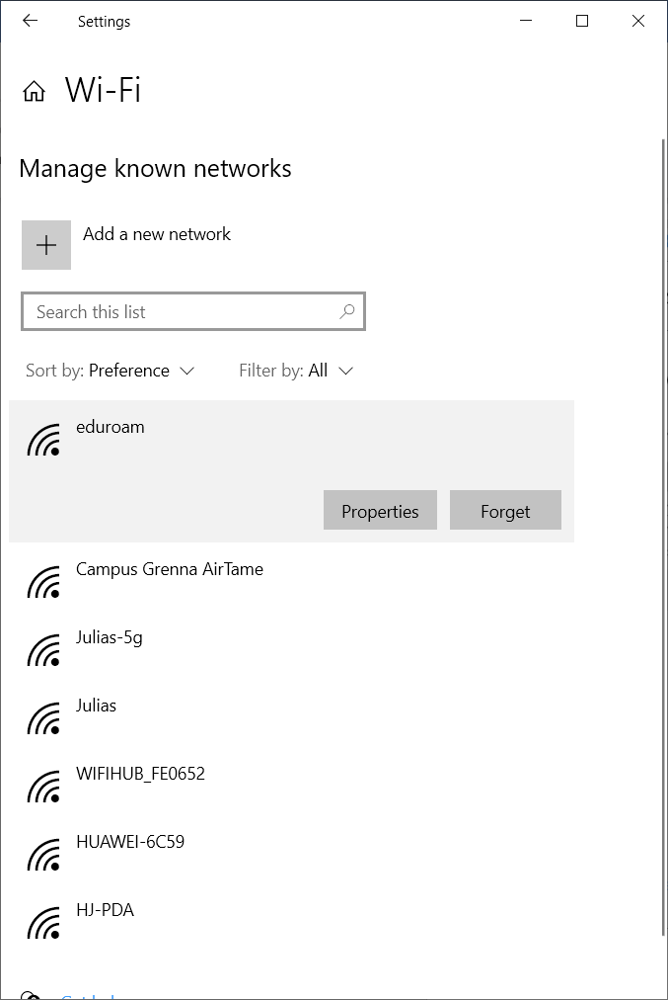 Settings
Wi-Fi
Manage known networks
Add a new network
Search this list
Sort by: Preference Filter by: All
eduroam
Properties Forget
Campus Grenna AirTame
Julias-5g
Julias
WIFIHUB_FE0652
HUAWEI-6C59
HJ-PDA